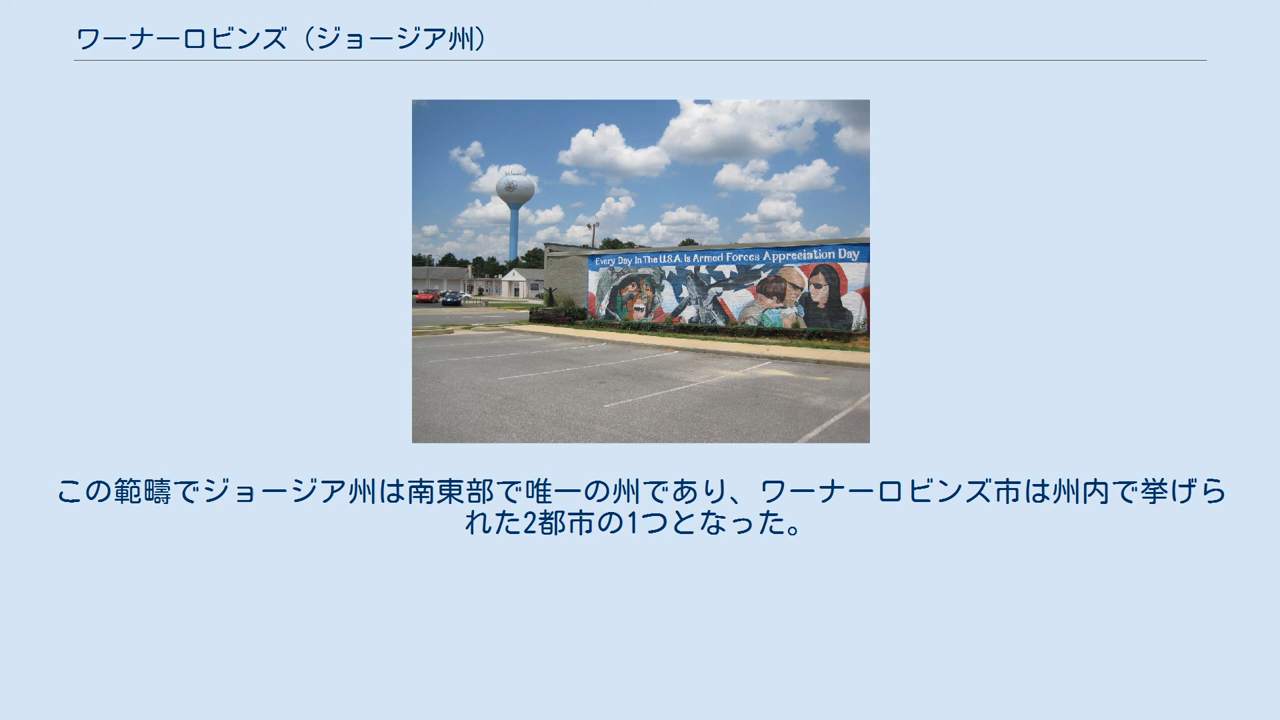 ワーナーロビンズ（ジョージア州）
Every Day In The U.S.A. Is Armed Forces Appreciation Day
この範疇でジョージア州は南東部で唯一の州であり、ワーナーロビンズ市は州内で挙げら
れた2都市の1つとなった。